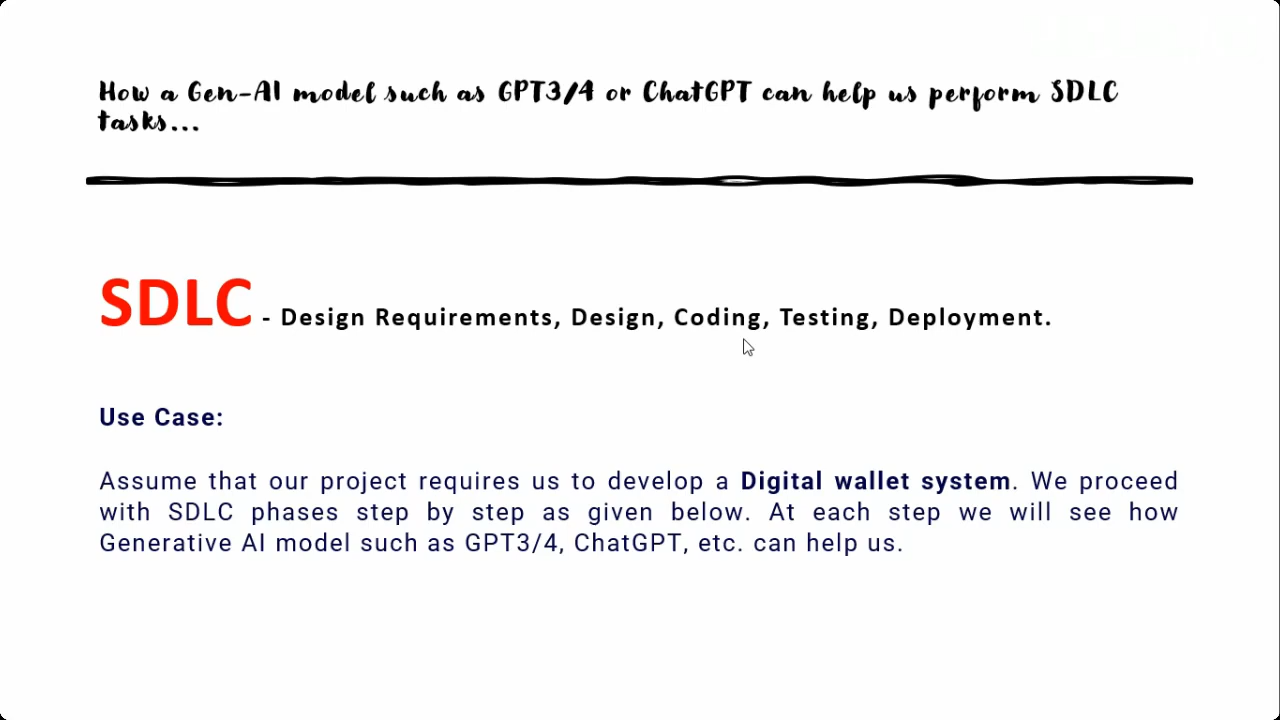 How a Gen-AI model such as GPT3/4 or ChatGPT can help us perform SDLC
tasks...
SDLC - Design Requirements, Design, Coding, Testing, Deployment.
Use Case:
Assume that our project requires us to develop a Digital wallet system. We proceed
with SDLC phases step by step as given below. At each step we will see how
Generative AI model such as GPT3/4, ChatGPT, etc. can help us.